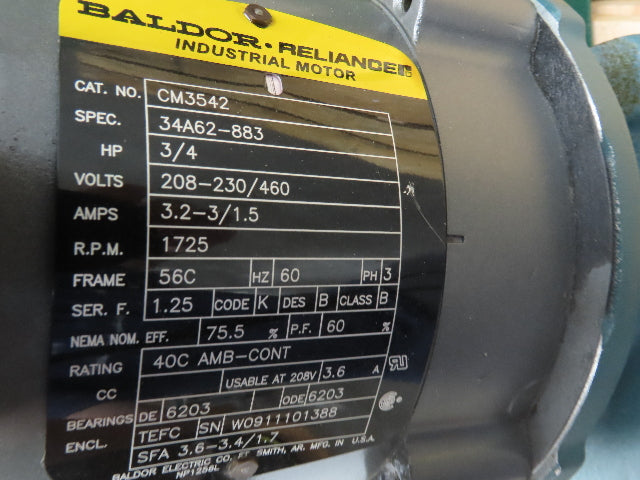 BALDOR • RELIANCER
INDUSTRIAL MOTOR
CAT. NO. CM3542
SPEC. 34A62-883
HP 3/4
VOLTS 208-230/460
AMPS 3.2-3/1.5
R.P.M. 1725
FRAME 56C HZ 60 PH 3
SER. F. 1.25 CODE K DES B CLASS B
NEMA NOM. EFF. 75.5 % P.F. 60 %
RATING 40C AMB-CONT
CC USABLE AT 208V 3.6 A
BEARINGS DE 6203 ODE 6203
ENCL. TEFC SN W0911101388
SFA 3.6-3.4/1.7
BALDOR ELECTRIC CO. FT SMITH, AR. MFG. IN U.S.A.
NP1256L